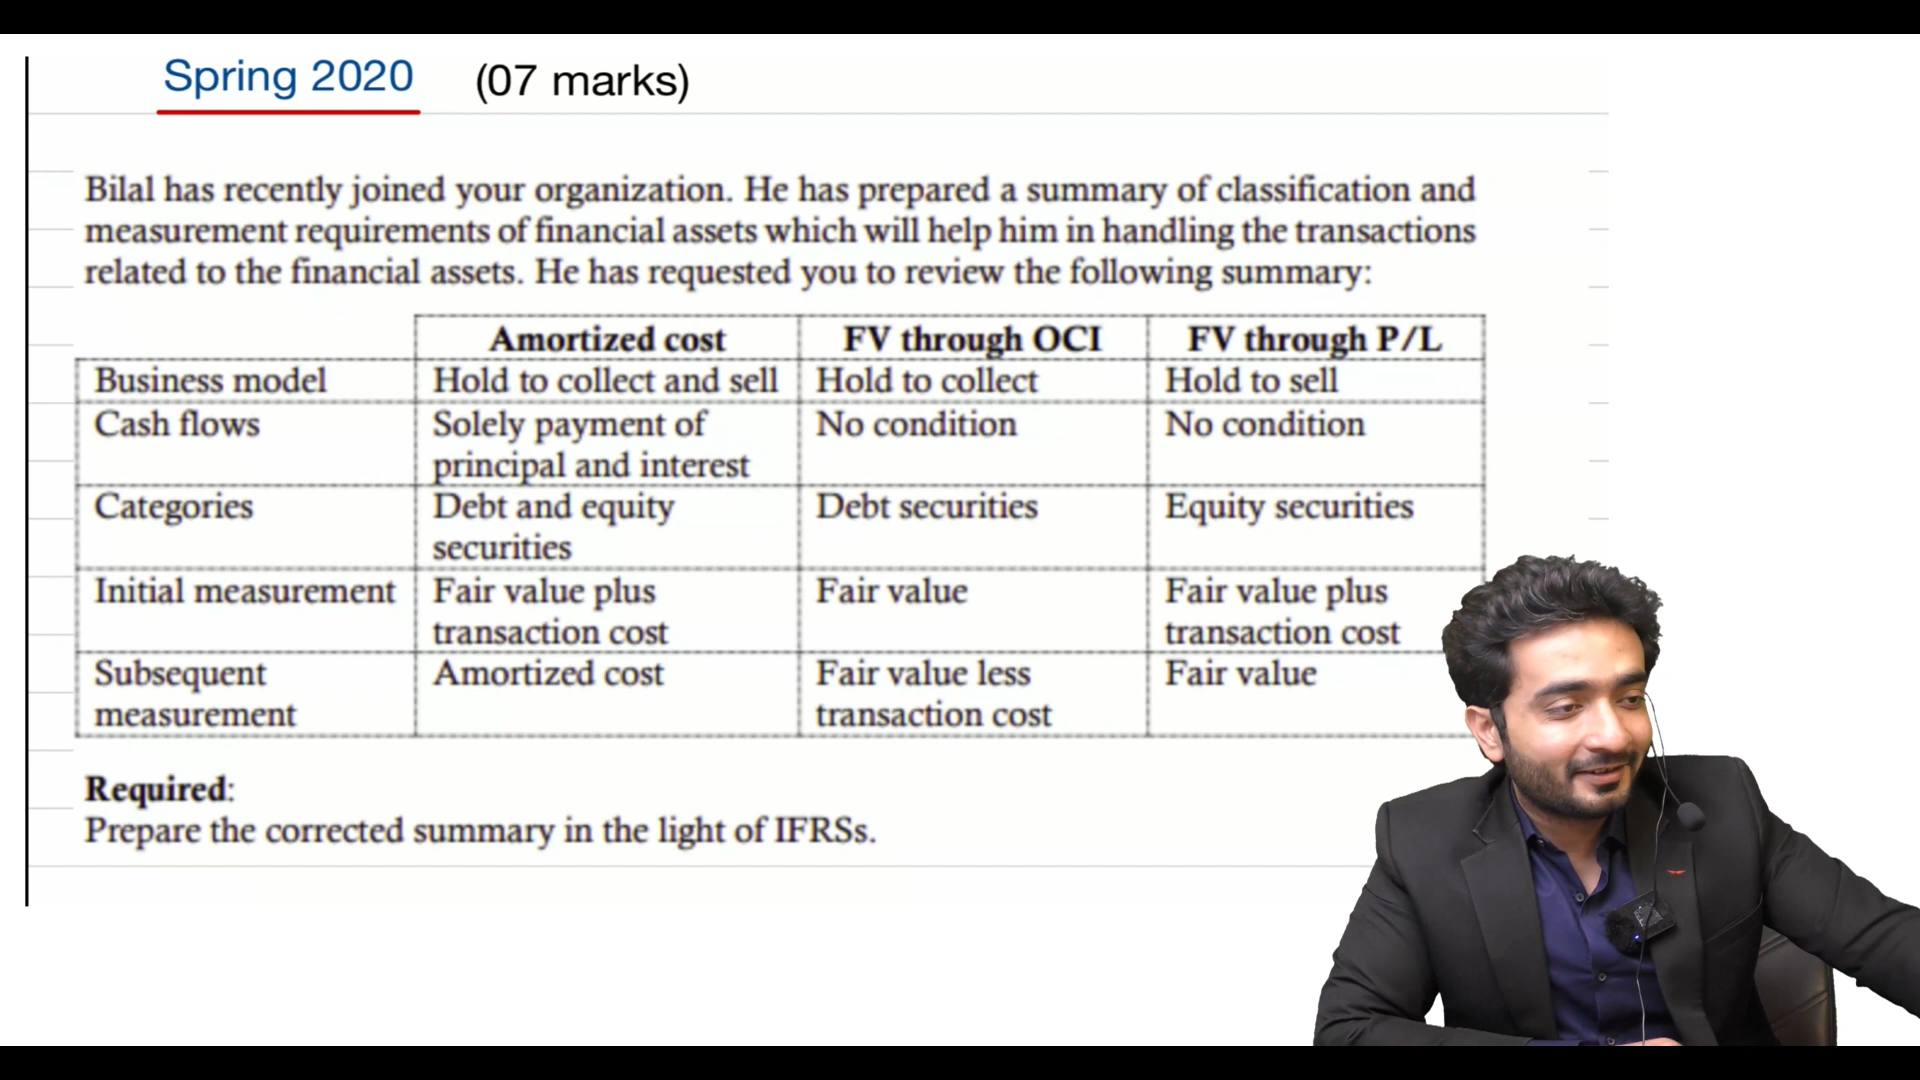 Spring 2020 (07 marks)
Bilal has recently joined your organization. He has prepared a summary of classification and
measurement requirements of financial assets which will help him in handling the transactions
related to the financial assets. He has requested you to review the following summary:
Amortized cost FV through OCI FV through P/L
Business model Hold to collect and sell Hold to collect Hold to sell
Cash flows Solely payment of No condition No condition
principal and interest
Categories Debt and equity Debt securities Equity securities
securities
Initial measurement Fair value plus Fair value Fair value plus
transaction cost transaction cost
Subsequent Amortized cost Fair value less Fair value
measurement transaction cost
Required:
Prepare the corrected summary in the light of IFRSs.